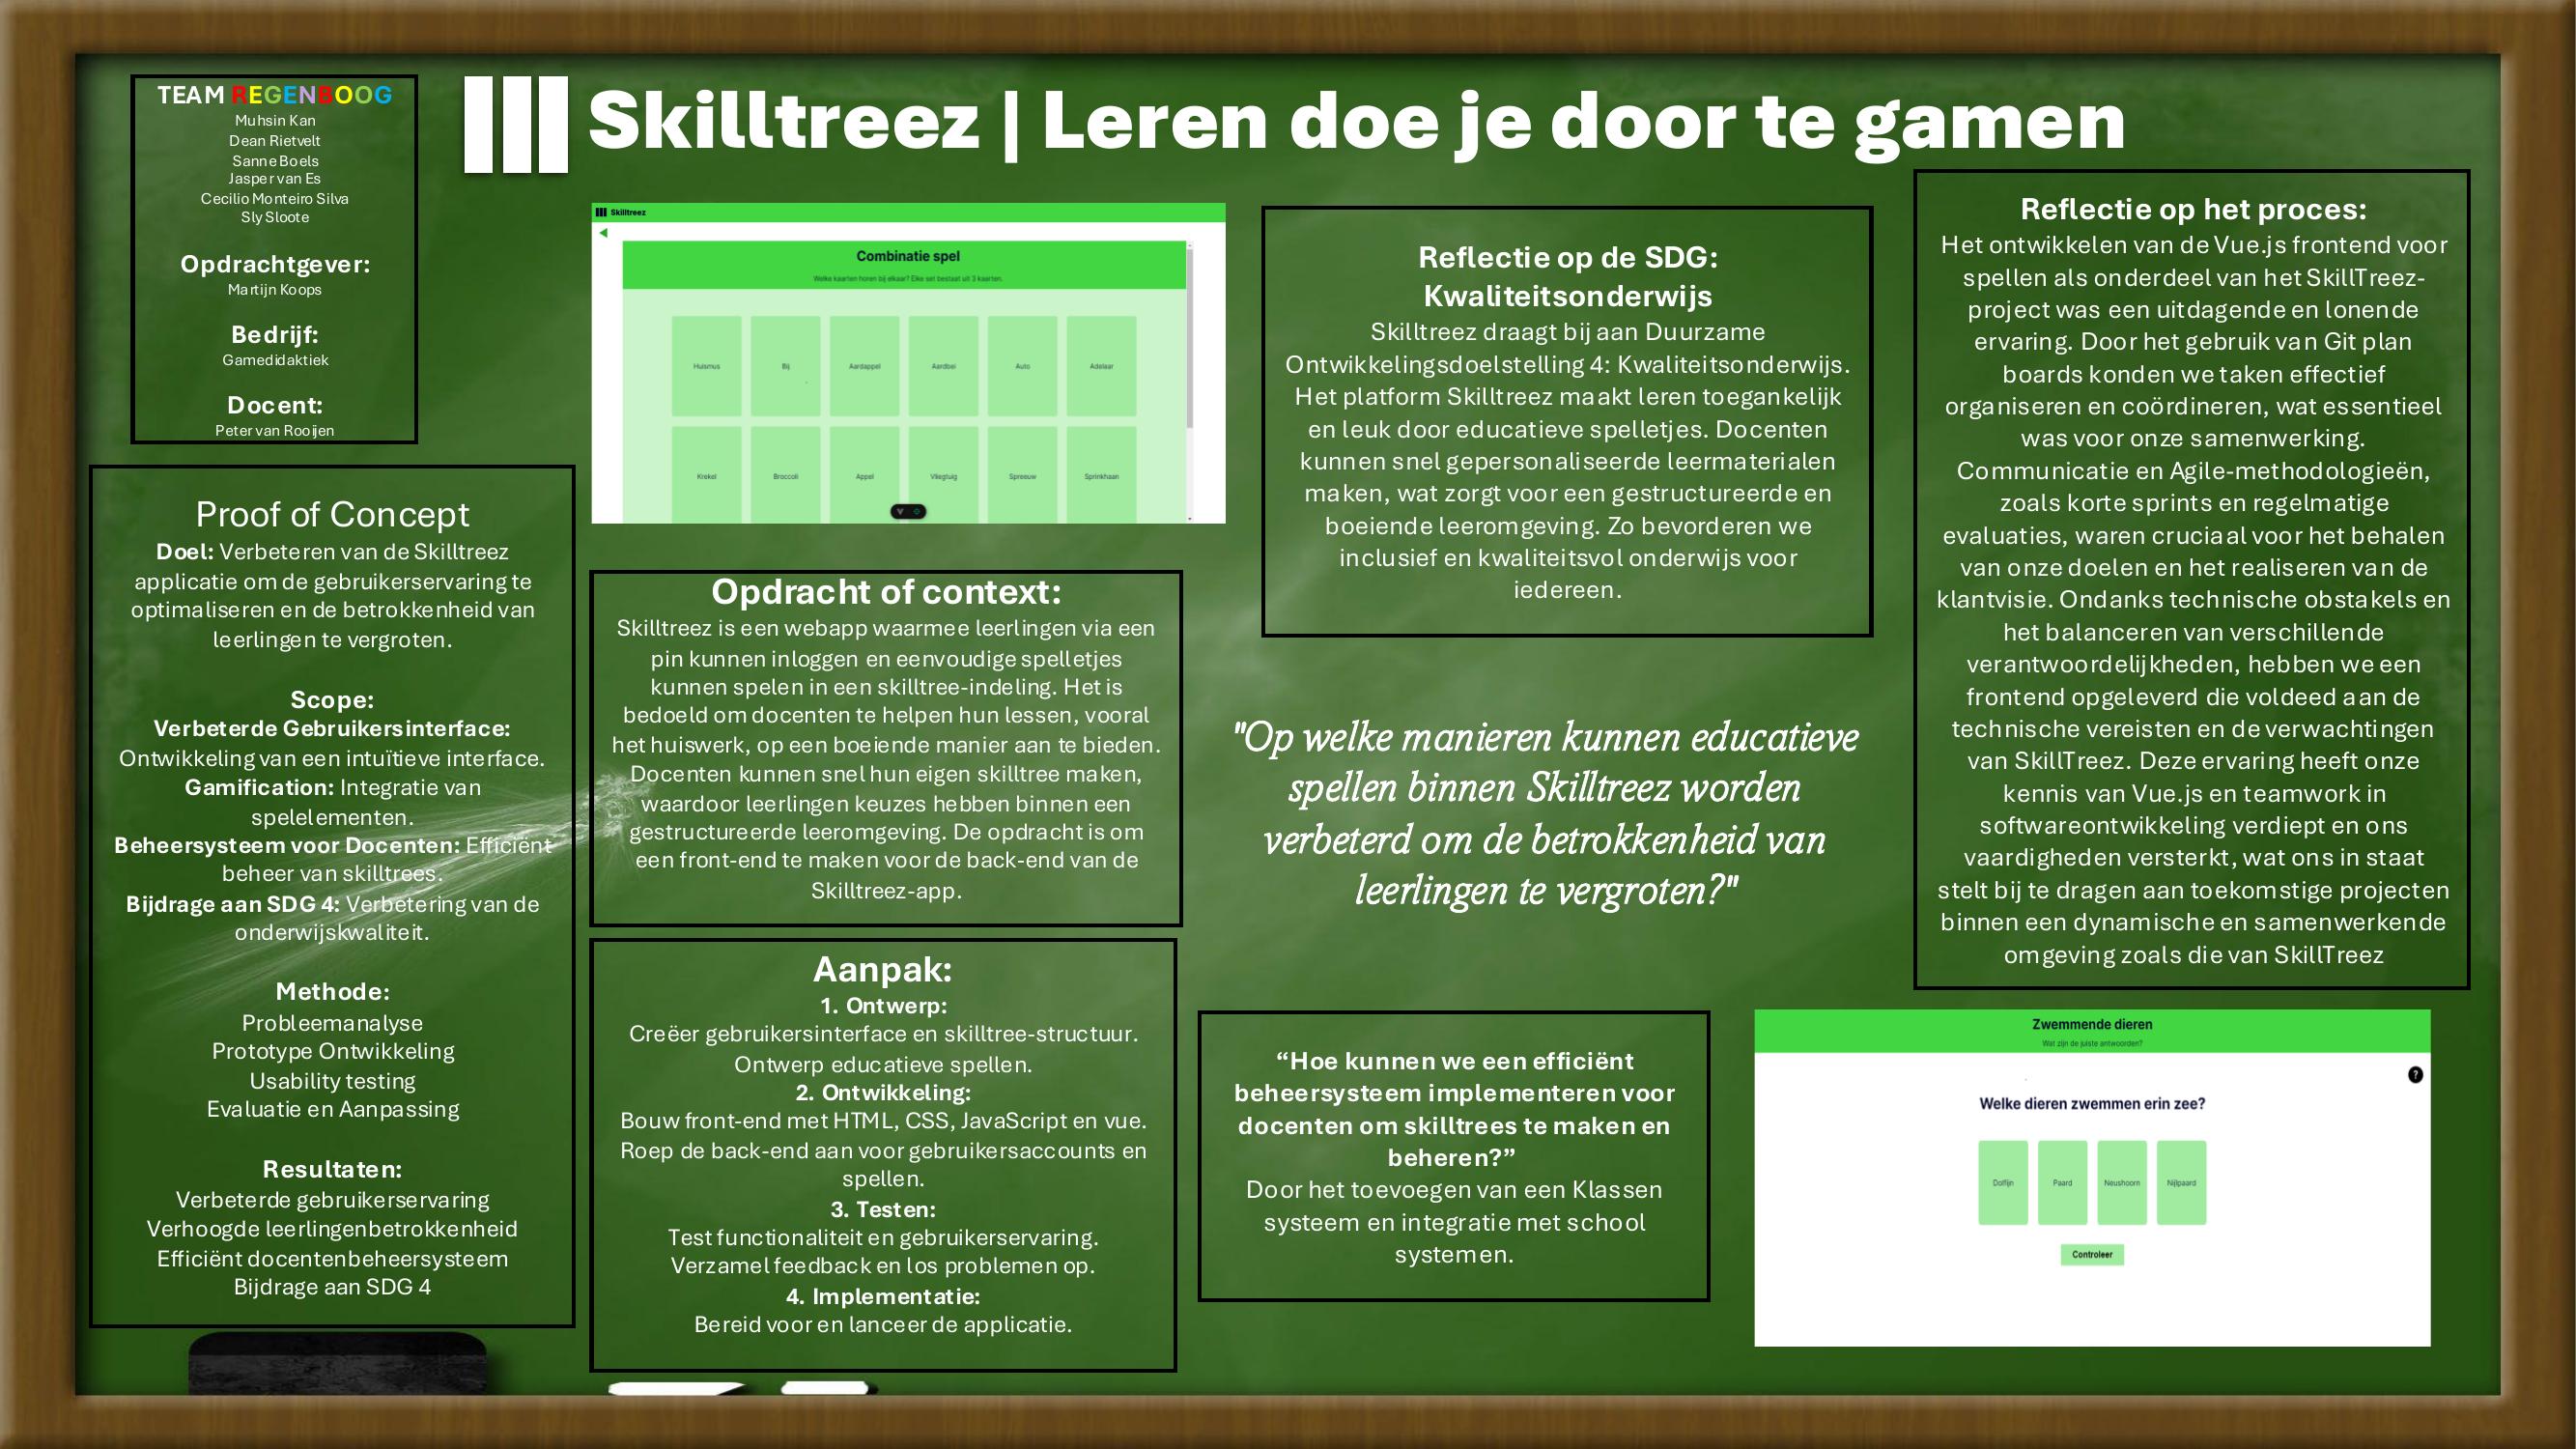 TEAM REGENBOOG
Muhsin Kan
Dean Rietvelt
Sanne Boels
Jasper van Es
Cecilio Monteiro Silva
Sly Sloote
Opdrachtgever:
Martijn Koops
Bedrijf:
Gamedidaktiek
Docent:
Peter van Rooijen
Skilltreez | Leren doe je door te gamen
Proof of Concept
Doel: Verbeteren van de Skilltreez
applicatie om de gebruikerservaring te
optimaliseren en de betrokkenheid van
leerlingen te vergroten.
Scope:
Verbeterde Gebruikersinterface:
Ontwikkeling van een intuïtieve interface.
Gamification: Integratie van
spelelementen.
Beheersysteem voor Docenten: Efficiënt
beheer van skilltrees.
Bijdrage aan SDG 4: Verbetering van de
onderwijskwaliteit.
Methode:
Probleemanalyse
Prototype Ontwikkeling
Usability testing
Evaluatie en Aanpassing
Resultaten:
Verbeterde gebruikerservaring
Verhoogde leerlingenbetrokkenheid
Efficiënt docentenbeheersysteem
Bijdrage aan SDG 4
Skilltreez
Combinatie spel
Welke kaarten horen bij elkaar? Elke set bestaat uit 3 kaarten.
Huismus Bij Aardappel Aardbei Auto Adelaar
Krekel Broccoli Appel Vliegtuig Spreeuw Sprinkhaan
Opdracht of context:
Skilltreez is een webapp waarmee leerlingen via een
pin kunnen inloggen en eenvoudige spelletjes
kunnen spelen in een skilltree-indeling. Het is
bedoeld om docenten te helpen hun lessen, vooral
het huiswerk, op een boeiende manier aan te bieden.
Docenten kunnen snel hun eigen skilltree maken,
waardoor leerlingen keuzes hebben binnen een
gestructureerde leeromgeving. De opdracht is om
een front-end te maken voor de back-end van de
Skilltreez-app.
Aanpak:
1. Ontwerp:
Creëer gebruikersinterface en skilltree-structuur.
Ontwerp educatieve spellen.
2. Ontwikkeling:
Bouw front-end met HTML, CSS, JavaScript en vue.
Roep de back-end aan voor gebruikersaccounts en
spellen.
3. Testen:
Test functionaliteit en gebruikerservaring.
Verzamel feedback en los problemen op.
4. Implementatie:
Bereid voor en lanceer de applicatie.
Reflectie op de SDG:
Kwaliteitsonderwijs
Skilltreez draagt bij aan Duurzame
Ontwikkelingsdoelstelling 4: Kwaliteitsonderwijs.
Het platform Skilltreez maakt leren toegankelijk
en leuk door educatieve spelletjes. Docenten
kunnen snel gepersonaliseerde leermaterialen
maken, wat zorgt voor een gestructureerde en
boeiende leeromgeving. Zo bevorderen we
inclusief en kwaliteitsvol onderwijs voor
iedereen.
"Op welke manieren kunnen educatieve
spellen binnen Skilltreez worden
verbeterd om de betrokkenheid van
leerlingen te vergroten?"
“Hoe kunnen we een efficiënt
beheersysteem implementeren voor
docenten om skilltrees te maken en
beheren?”
Door het toevoegen van een Klassen
systeem en integratie met school
systemen.
Reflectie op het proces:
Het ontwikkelen van de Vue.js frontend voor
spellen als onderdeel van het SkillTreez-
project was een uitdagende en lonende
ervaring. Door het gebruik van Git plan
boards konden we taken effectief
organiseren en coördineren, wat essentieel
was voor onze samenwerking.
Communicatie en Agile-methodologieën,
zoals korte sprints en regelmatige
evaluaties, waren cruciaal voor het behalen
van onze doelen en het realiseren van de
klantvisie. Ondanks technische obstakels en
het balanceren van verschillende
verantwoordelijkheden, hebben we een
frontend opgeleverd die voldeed aan de
technische vereisten en de verwachtingen
van SkillTreez. Deze ervaring heeft onze
kennis van Vue.js en teamwork in
softwareontwikkeling verdiept en ons
vaardigheden versterkt, wat ons in staat
stelt bij te dragen aan toekomstige projecten
binnen een dynamische en samenwerkende
omgeving zoals die van SkillTreez
Zwemmende dieren
Wat zijn de juiste antwoorden?
?
Welke dieren zwemmen erin zee?
Dolfijn Paard Neushoorn Nijlpaard
Controleer